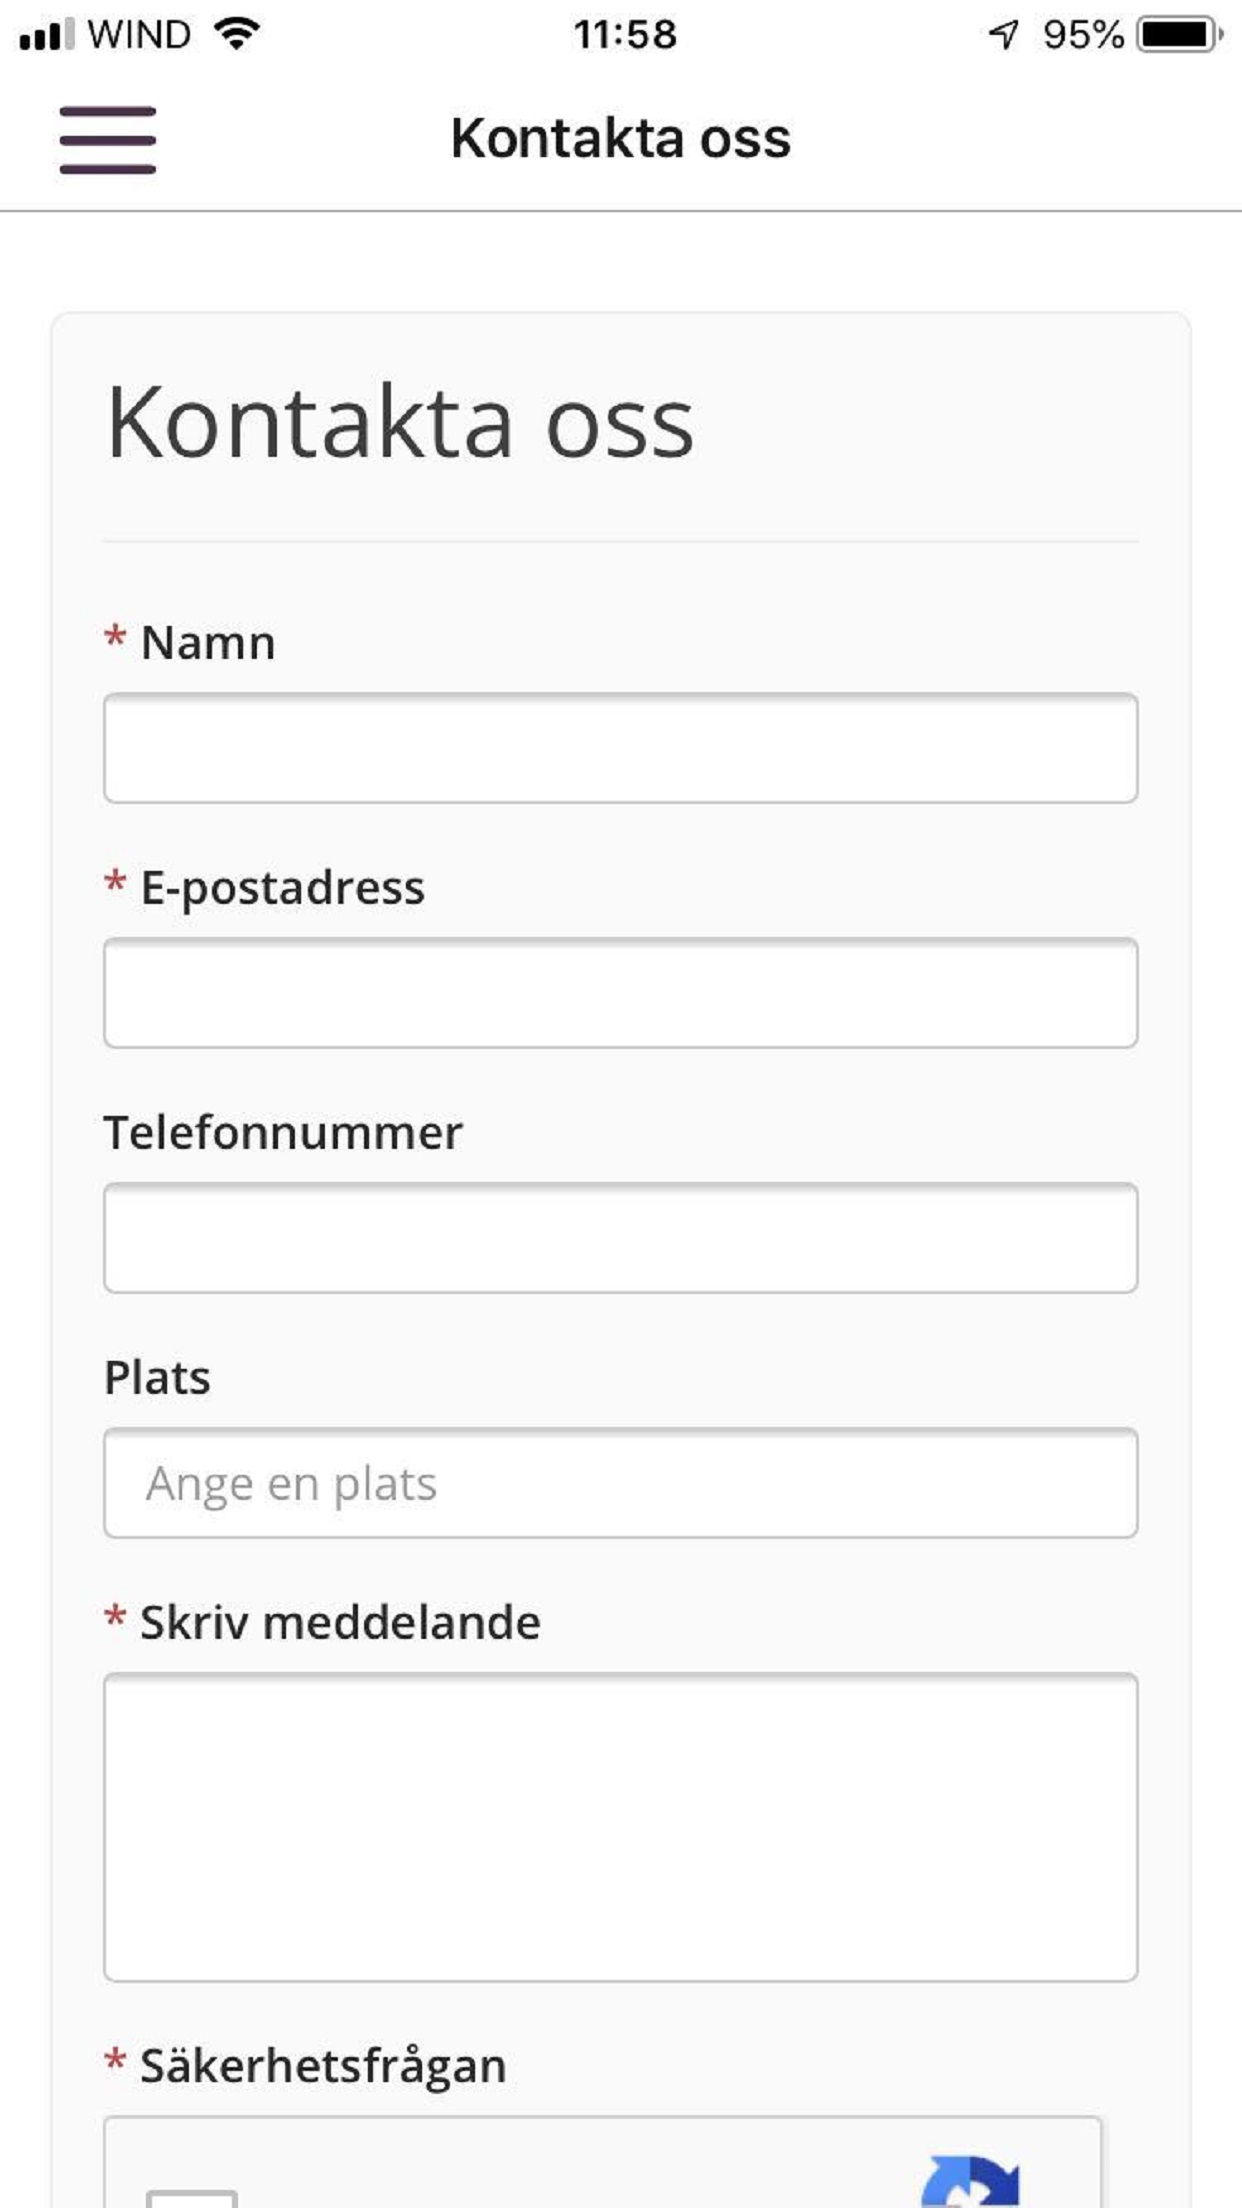 WIND 11:58 95%
Kontakta oss
Kontakta oss
* Namn
* E-postadress
Telefonnummer
Plats
Ange en plats
* Skriv meddelande
* Säkerhetsfrågan